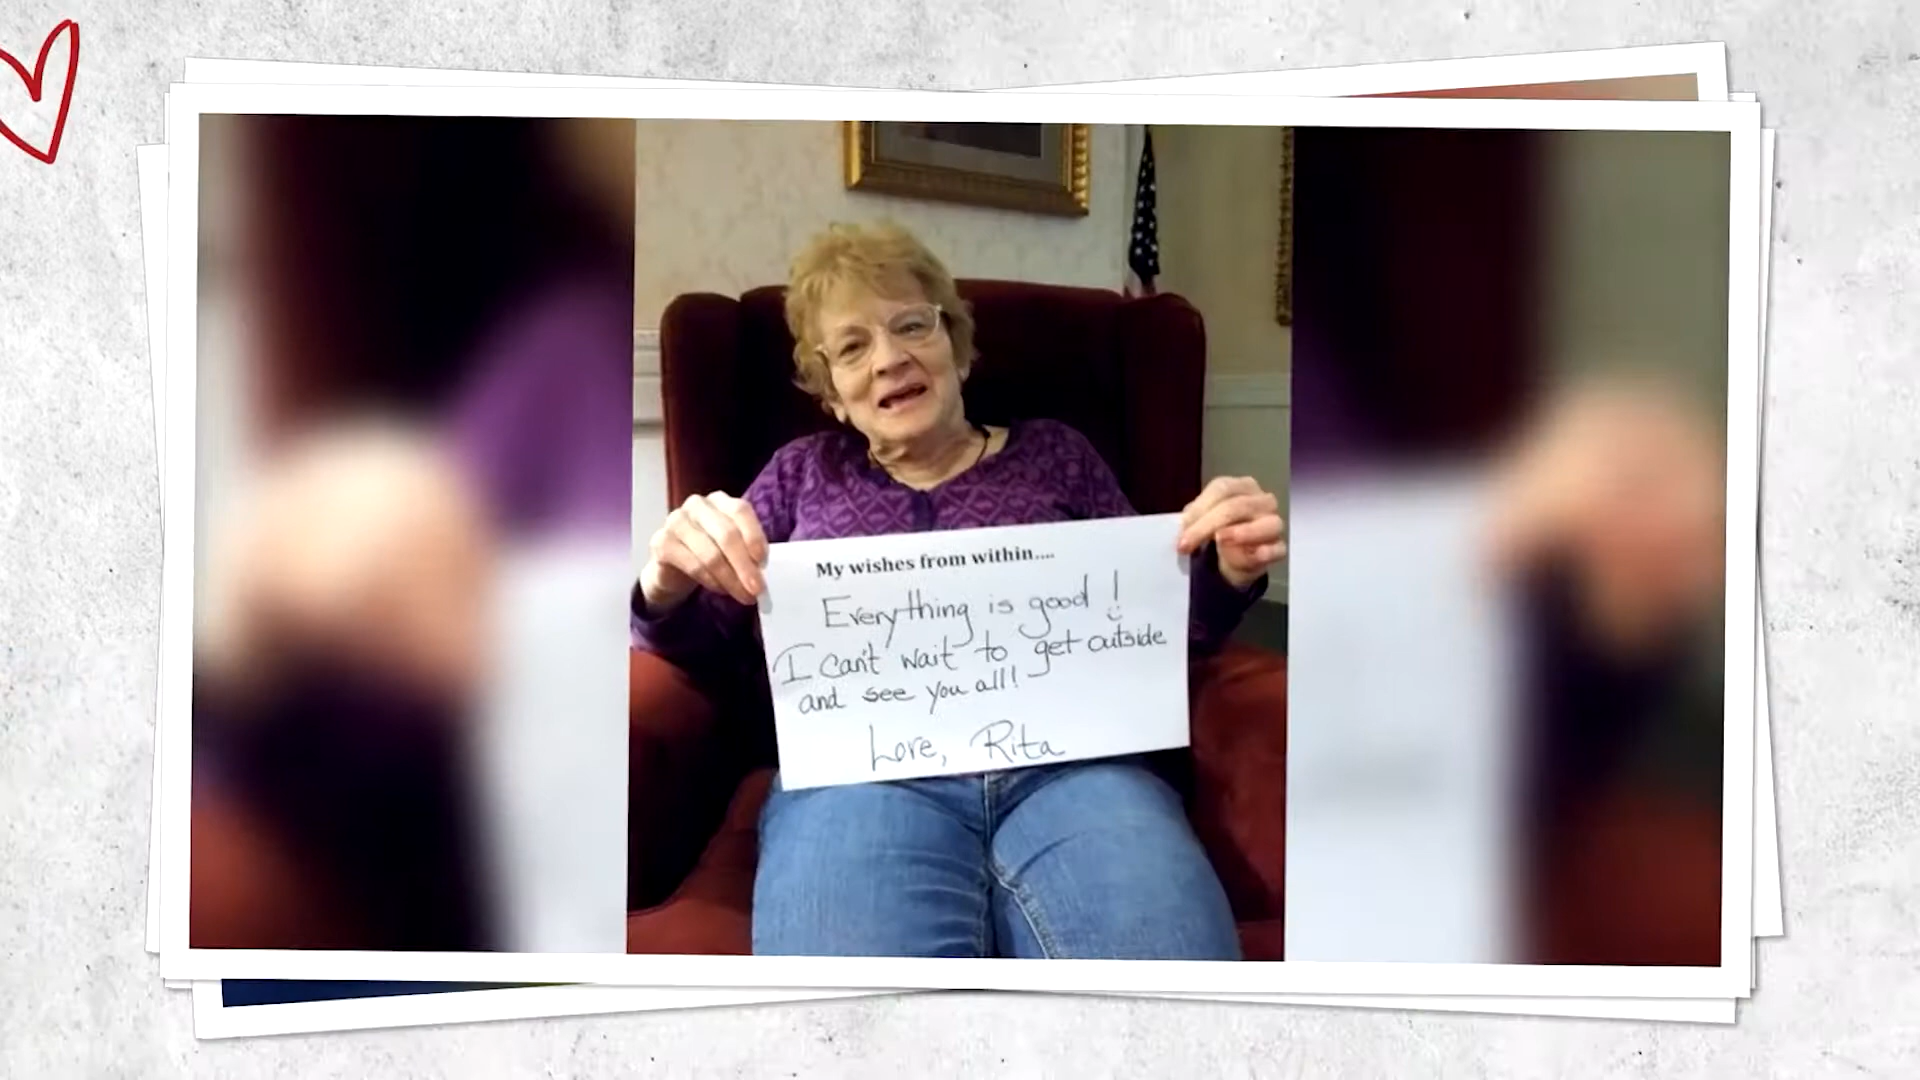 My wishes from within....
Everything is good!
I can't wait to get outside
and see you all!
Love, Rita